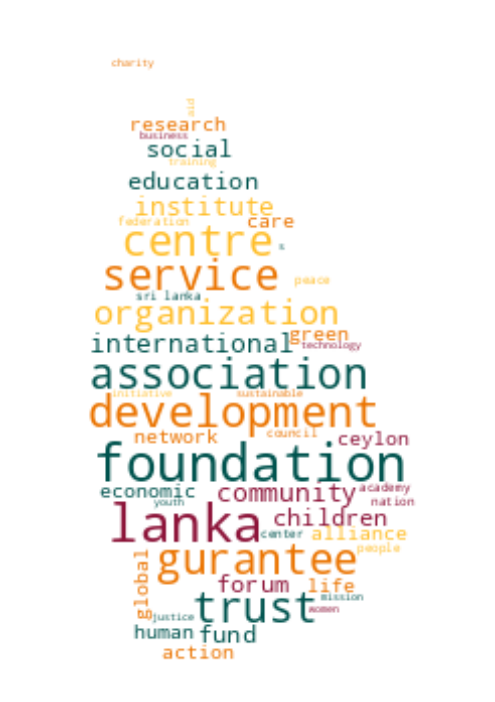 charity
aid
research
business
social
training
education
institute
federation care
centre s
service peace
sri lanka
organization
green
international technology
association
initiative sustainable
development
network council ceylon
foundation
economic community academy
youth nation
lanka children
center alliance
gurantee people
global forum life
trust mission
women
justice
human fund
action